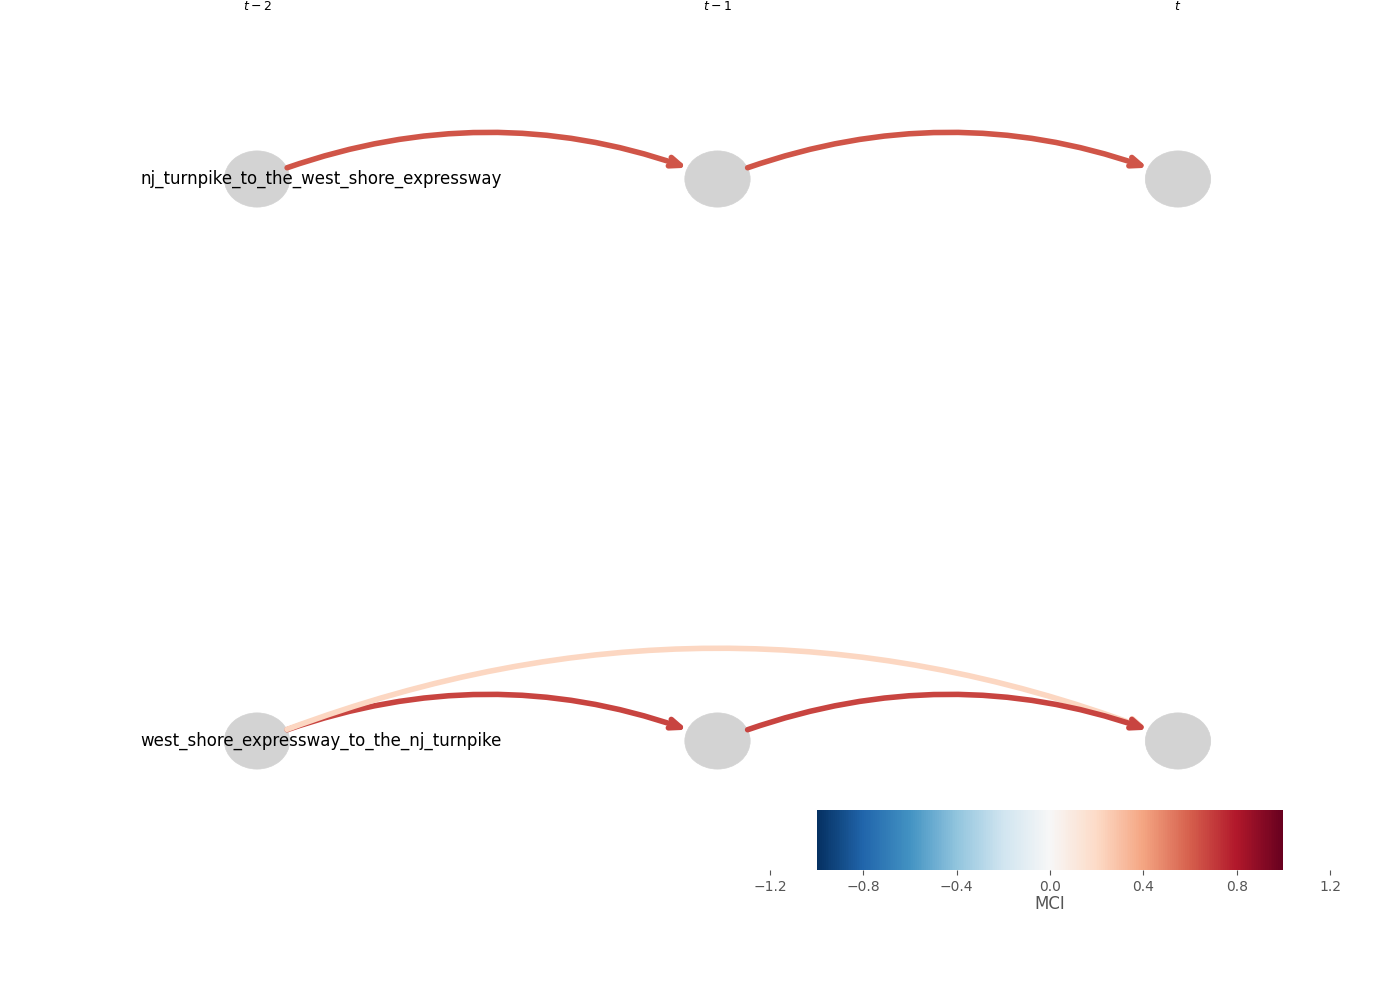 t − 2 t − 1 t
nj_turnpike_to_the_west_shore_expressway
west_shore_expressway_to_the_nj_turnpike
−1.2 −0.8 −0.4 0.0 0.4 0.8 1.2
MCI